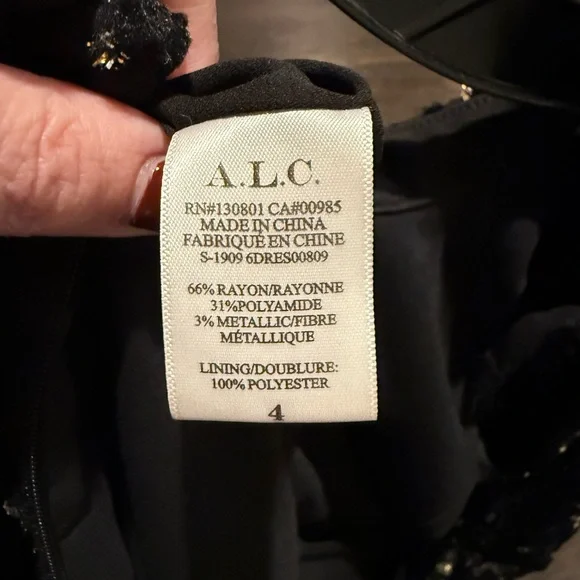 A.L.C.
RN#130801 CA#00985
MADE IN CHINA
FABRIQUÉ EN CHINE
S-1909 6DRES00809
66% RAYON/RAYONNE
31%POLYAMIDE
3% METALLIC/FIBRE
MÉTALLIQUE
LINING/DOUBLURE:
100% POLYESTER
4